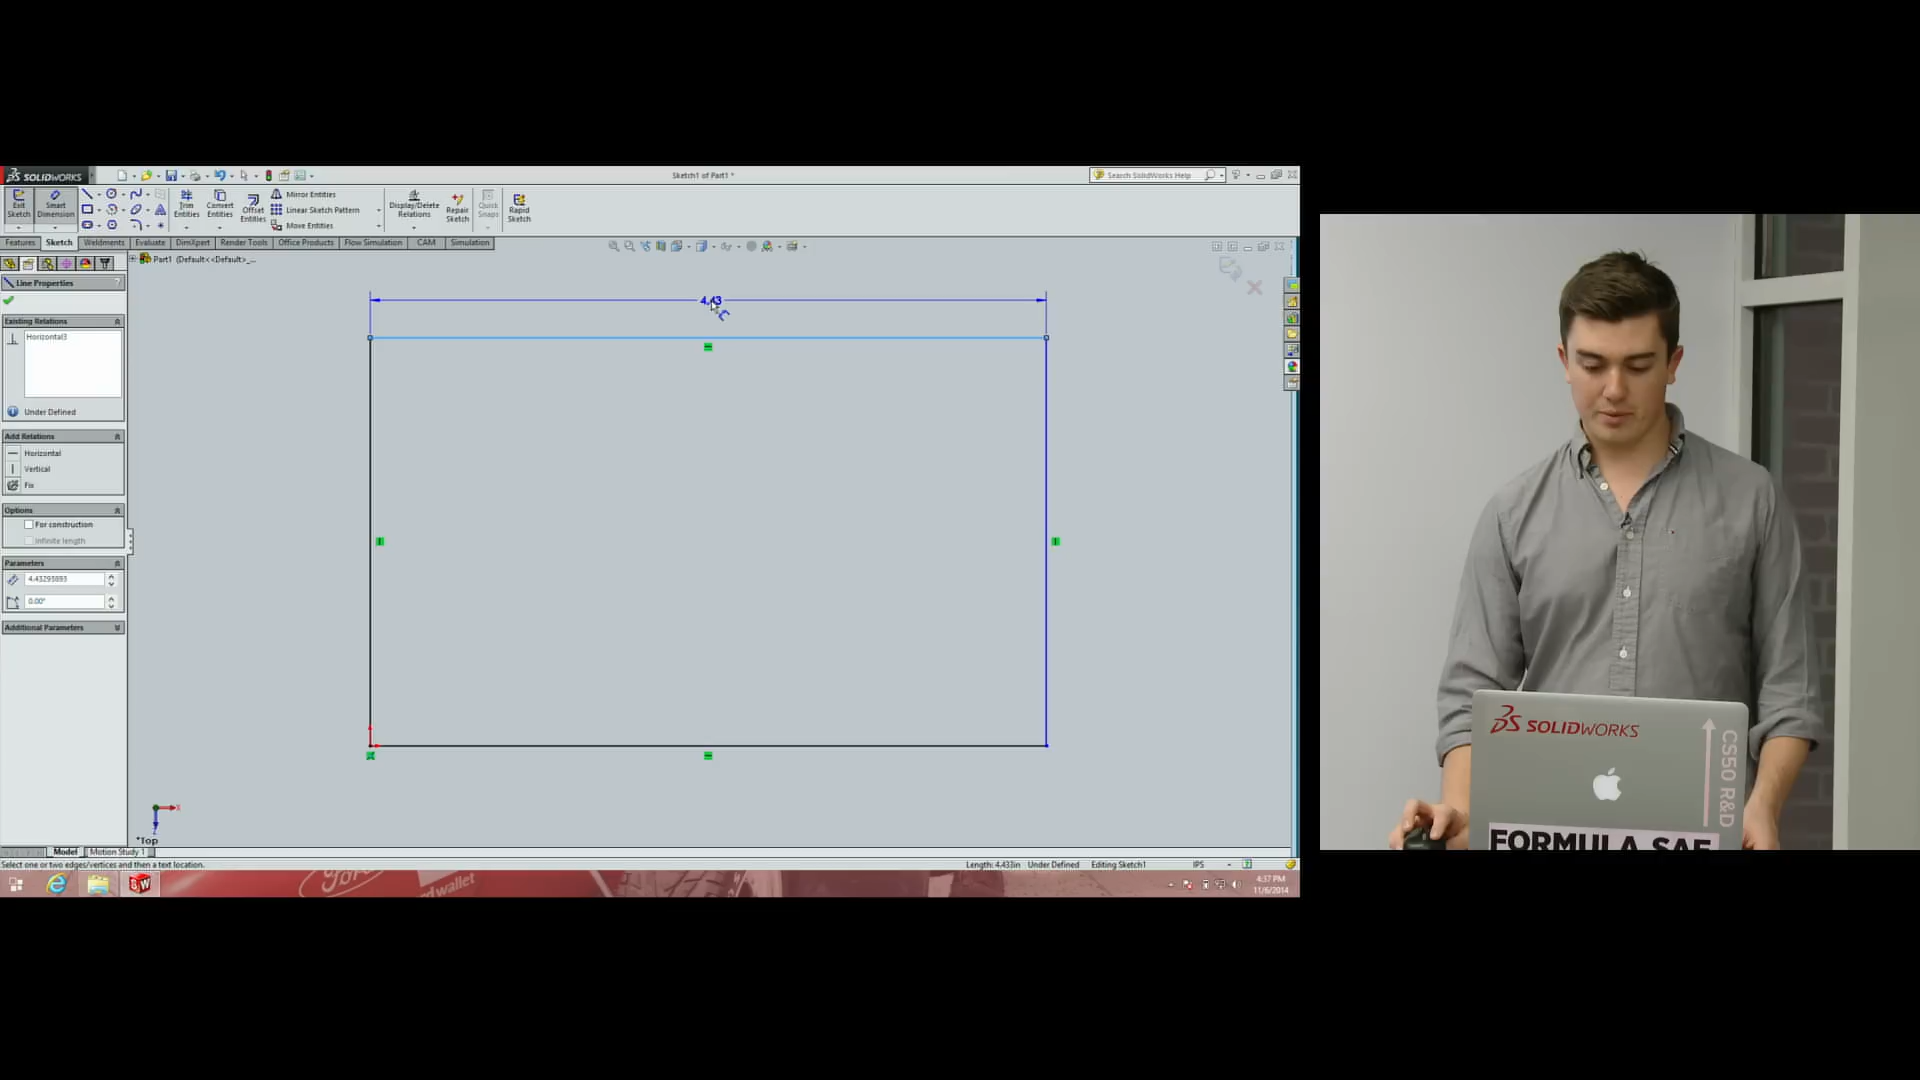 SOLIDWORKS
Sketch1 of Part1 *
Search SolidWorks Help
Exit Sketch
Smart Dimension
Trim Entities
Convert Entities
Offset Entities
Mirror Entities
Linear Sketch Pattern
Move Entities
Display/Delete Relations
Repair Sketch
Quick Snaps
Rapid Sketch
Features Sketch Weldments Evaluate DimXpert Render Tools Office Products Flow Simulation CAM Simulation
Part1 (Default<<Default>_...
Line Properties
?
Existing Relations
Horizontal3
Under Defined
Add Relations
Horizontal
Vertical
Fix
Options
For construction
Infinite length
Parameters
4.43293893
0.00°
Additional Parameters
4.43
X
Z
*Top
Model Motion Study 1
Select one or two edges/vertices and then a text location.
Length: 4.433in Under Defined Editing Sketch1 IPS
Ford
wallet
4:37 PM
11/6/2014
SOLIDWORKS
CS50 R&D
FORMULA SAE